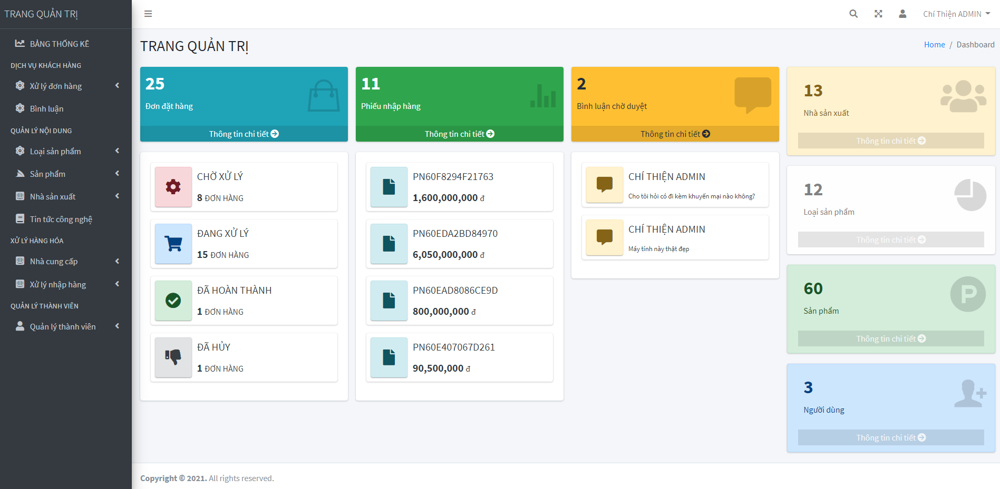 TRANG QUẢN TRỊ
BẢNG THỐNG KÊ
DỊCH VỤ KHÁCH HÀNG
Xử lý đơn hàng
Bình luận
QUẢN LÝ NỘI DUNG
Loại sản phẩm
Sản phẩm
Nhà sản xuất
Tin tức công nghệ
XỬ LÝ HÀNG HÓA
Nhà cung cấp
Xử lý nhập hàng
QUẢN LÝ THÀNH VIÊN
Quản lý thành viên
Chí Thiện ADMIN
TRANG QUẢN TRỊ
Home / Dashboard
25
Đơn đặt hàng
Thông tin chi tiết
CHỜ XỬ LÝ
8 ĐƠN HÀNG
ĐANG XỬ LÝ
15 ĐƠN HÀNG
ĐÃ HOÀN THÀNH
1 ĐƠN HÀNG
ĐÃ HỦY
1 ĐƠN HÀNG
11
Phiếu nhập hàng
Thông tin chi tiết
PN60F8294F21763
1,600,000,000 đ
PN60EDA2BD84970
6,050,000,000 đ
PN60EAD8086CE9D
800,000,000 đ
PN60E407067D261
90,500,000 đ
2
Bình luận chờ duyệt
Thông tin chi tiết
CHÍ THIỆN ADMIN
Cho tôi hỏi có đi kèm khuyến mại nào không?
CHÍ THIỆN ADMIN
Máy tính này thật đẹp
13
Nhà sản xuất
Thông tin chi tiết
12
Loại sản phẩm
Thông tin chi tiết
60
Sản phẩm
P
Thông tin chi tiết
3
Người dùng
Thông tin chi tiết
Copyright © 2021. All rights reserved.